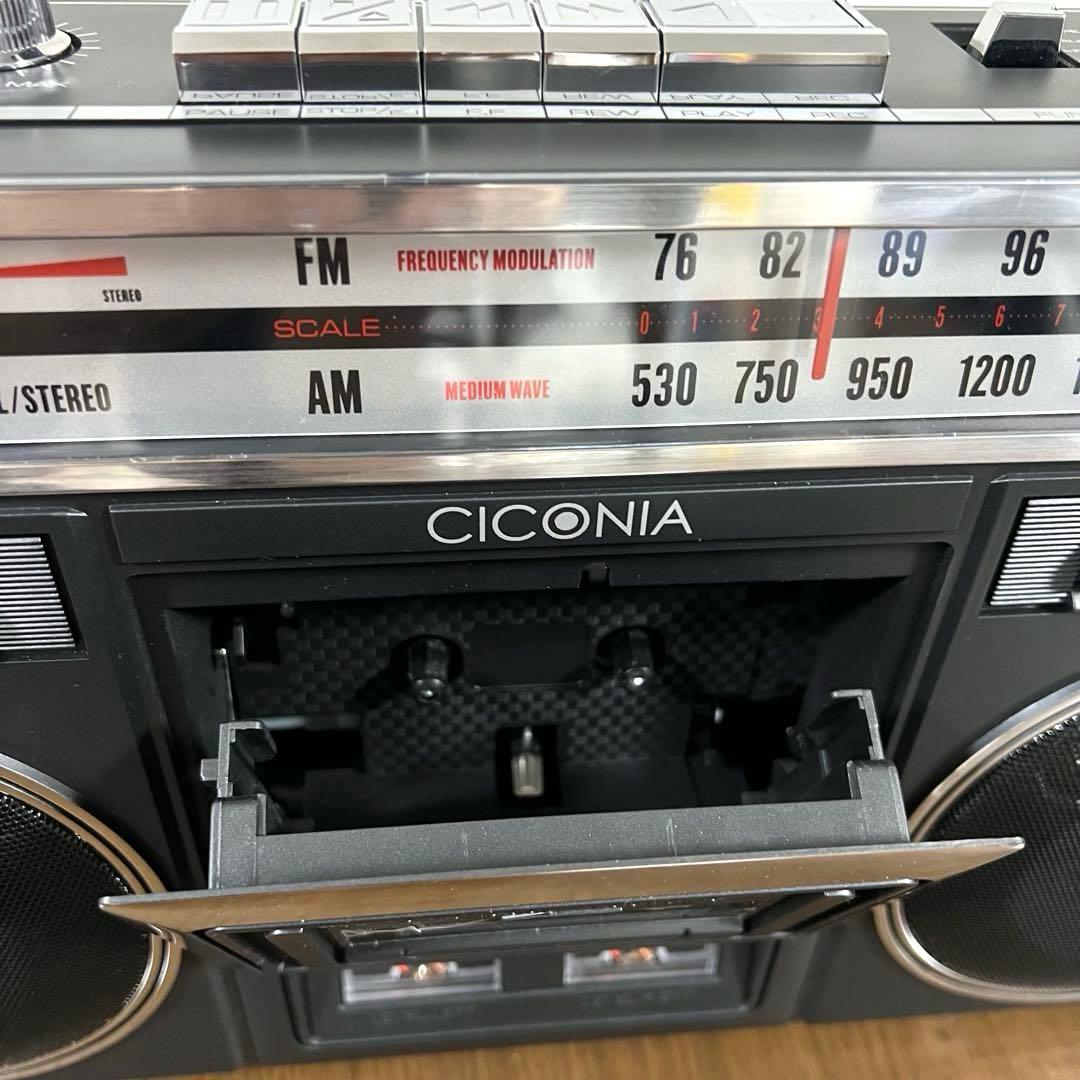 MAX
PAUSE STOP/EJ F.F REW PLAY REC
FM FREQUENCY MODULATION 76 82 89 96
STEREO
SCALE 0 1 2 3 4 5 6 7
L/STEREO AM MEDIUM WAVE 530 750 950 1200
CICONIA